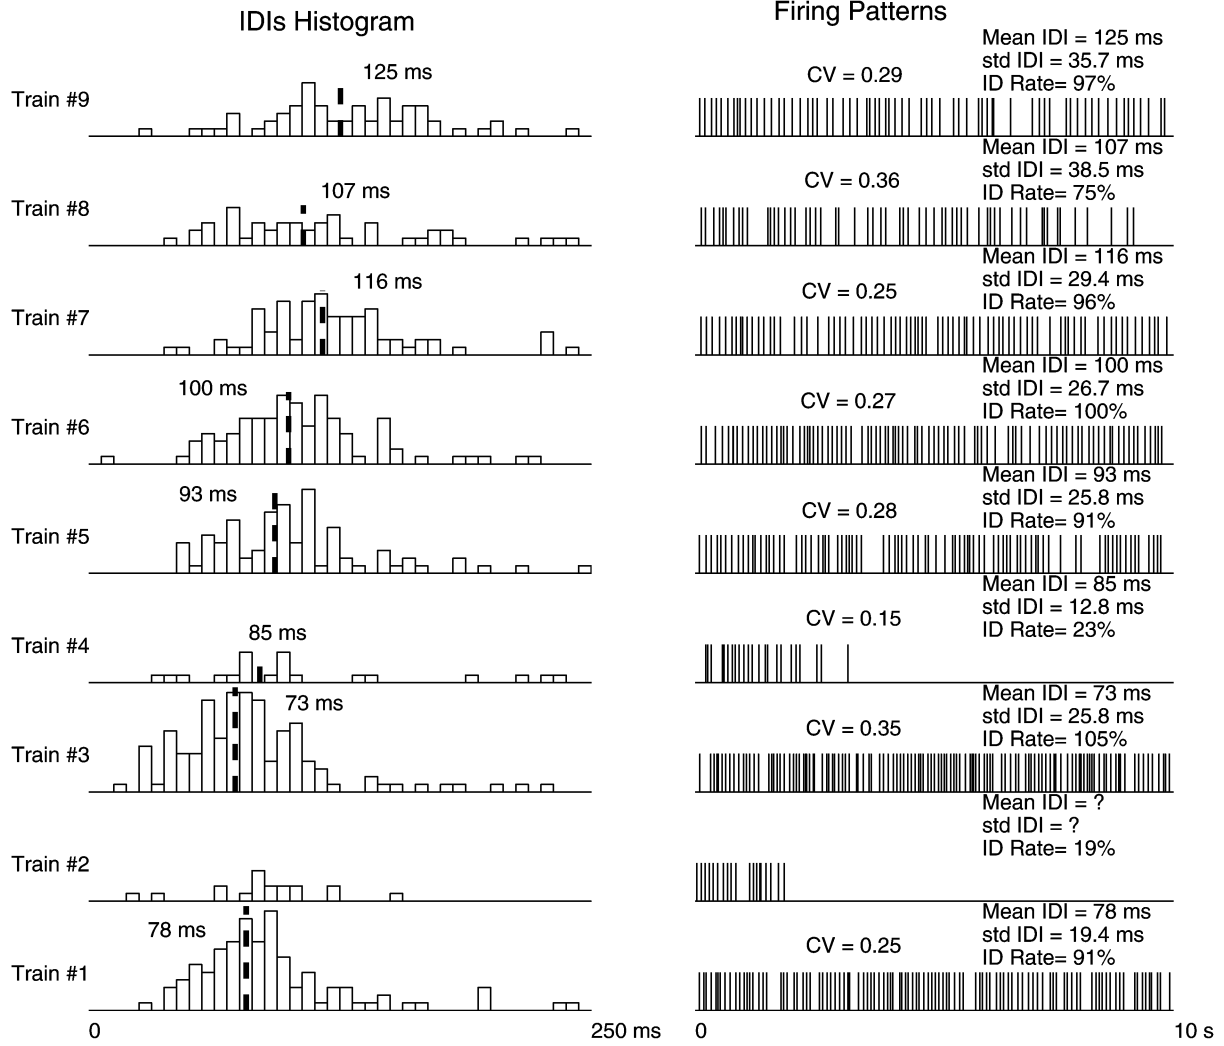 IDIs Histogram
Firing Patterns
Train #9
125 ms
CV = 0.29
Mean IDI = 125 ms
std IDI = 35.7 ms
ID Rate= 97%
Train #8
107 ms
CV = 0.36
Mean IDI = 107 ms
std IDI = 38.5 ms
ID Rate= 75%
Train #7
116 ms
CV = 0.25
Mean IDI = 116 ms
std IDI = 29.4 ms
ID Rate= 96%
Train #6
100 ms
CV = 0.27
Mean IDI = 100 ms
std IDI = 26.7 ms
ID Rate= 100%
Train #5
93 ms
CV = 0.28
Mean IDI = 93 ms
std IDI = 25.8 ms
ID Rate= 91%
Train #4
85 ms
CV = 0.15
Mean IDI = 85 ms
std IDI = 12.8 ms
ID Rate= 23%
Train #3
73 ms
CV = 0.35
Mean IDI = 73 ms
std IDI = 25.8 ms
ID Rate= 105%
Train #2
Mean IDI = ?
std IDI = ?
ID Rate= 19%
Train #1
78 ms
CV = 0.25
Mean IDI = 78 ms
std IDI = 19.4 ms
ID Rate= 91%
0
250 ms
0
10 s